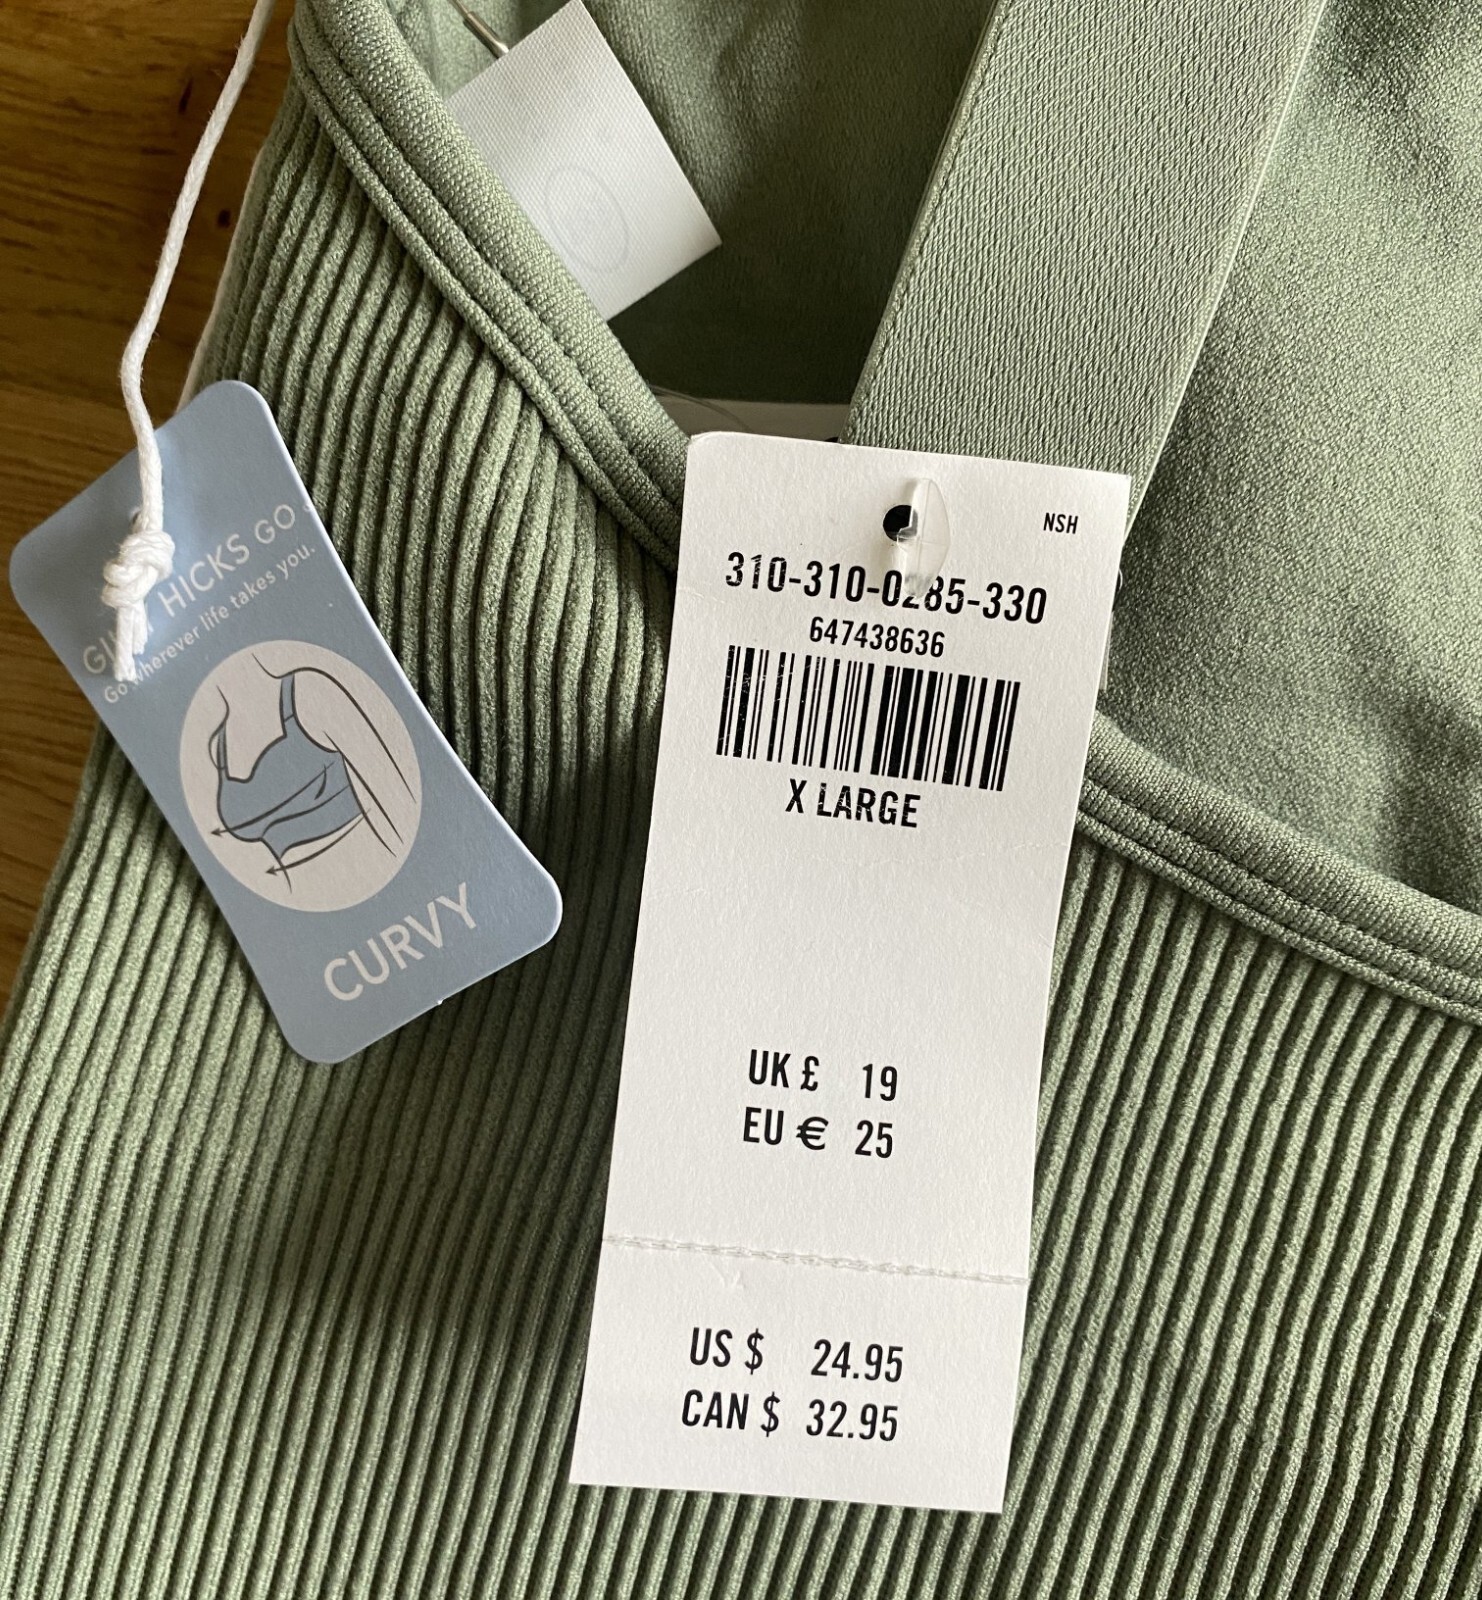 HICKS GO
Go wherever life takes you.
CURVY
NSH
310-310-0285-330
647438636
X LARGE
UK £ 19
EU € 25
US $ 24.95
CAN $ 32.95